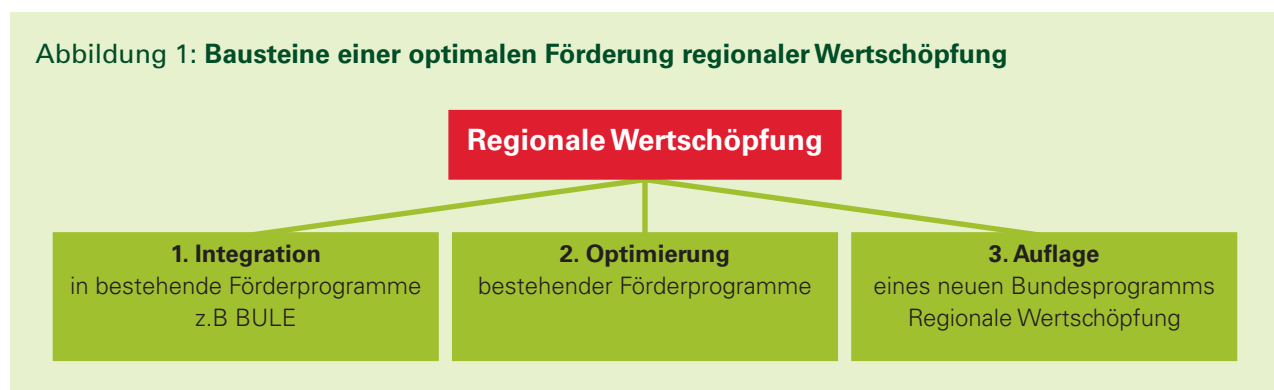 Abbildung 1: Bausteine einer optimalen Förderung regionaler Wertschöpfung
Regionale Wertschöpfung
1. Integration
in bestehende Förderprogramme
z.B BULE
2. Optimierung
bestehender Förderprogramme
3. Auflage
eines neuen Bundesprogramms
Regionale Wertschöpfung